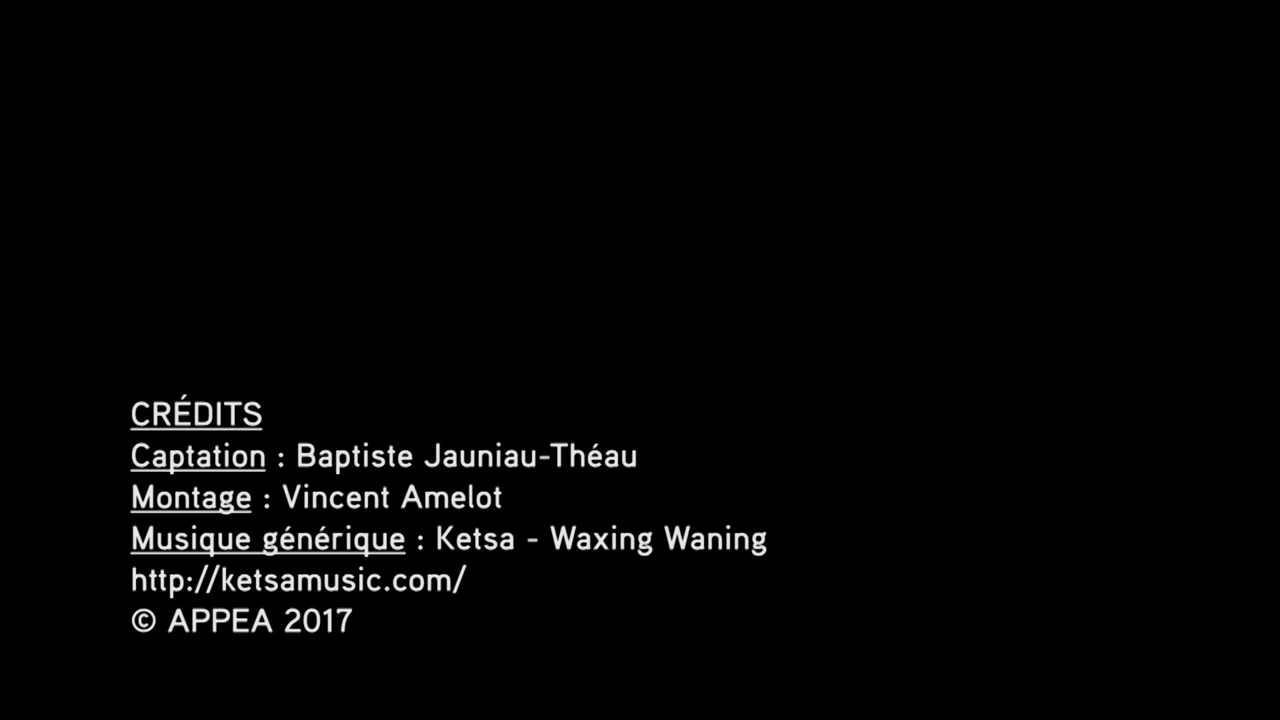 CRÉDITS
Captation : Baptiste Jauniau-Théau
Montage : Vincent Amelot
Musique générique : Ketsa - Waxing Waning
http://ketsamusic.com/
© APPEA 2017